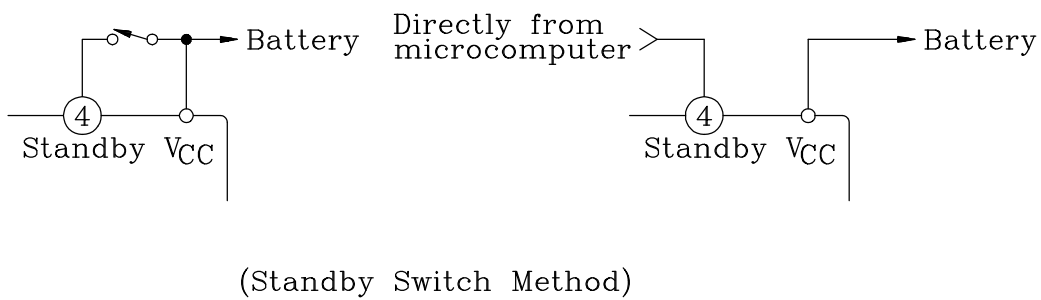 Battery
Directly from
microcomputer
Battery
4
Standby VCC
4
Standby VCC
(Standby Switch Method)